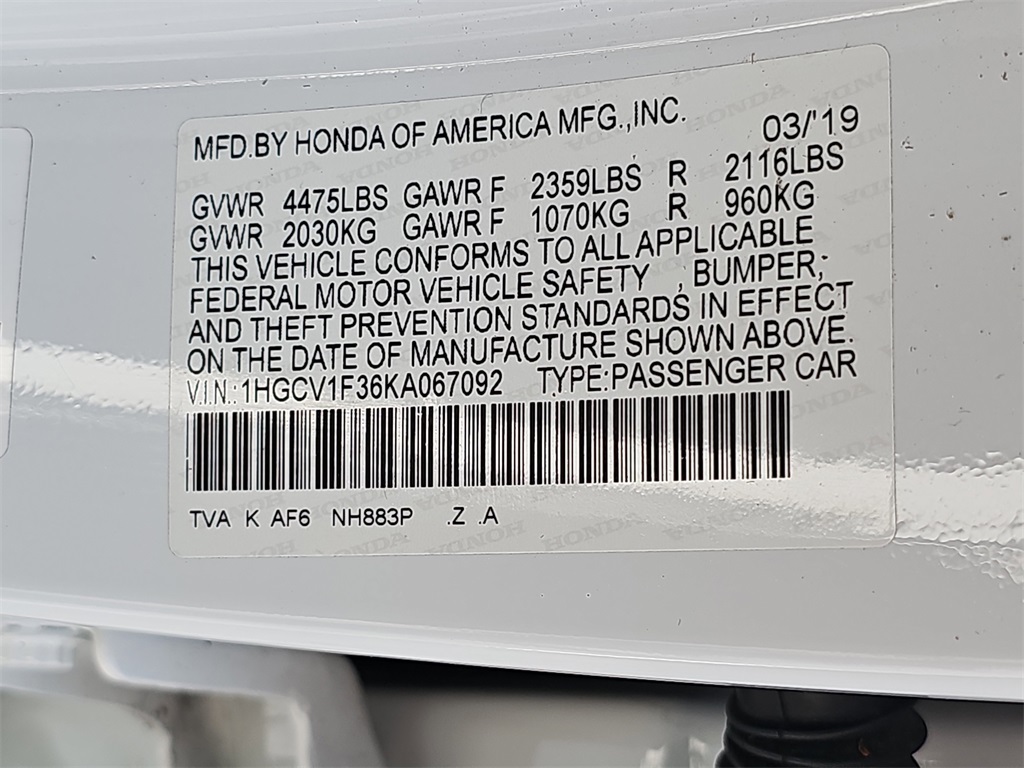 MFD.BY HONDA OF AMERICA MFG.,INC. 03/'19
GVWR 4475LBS GAWR F 2359LBS R 2116LBS
GVWR 2030KG GAWR F 1070KG R 960KG
THIS VEHICLE CONFORMS TO ALL APPLICABLE
FEDERAL MOTOR VEHICLE SAFETY , BUMPER,
AND THEFT PREVENTION STANDARDS IN EFFECT
ON THE DATE OF MANUFACTURE SHOWN ABOVE.
V.I.N.: 1HGCV1F36KA067092 TYPE:PASSENGER CAR
TVA K AF6 NH883P .Z .A